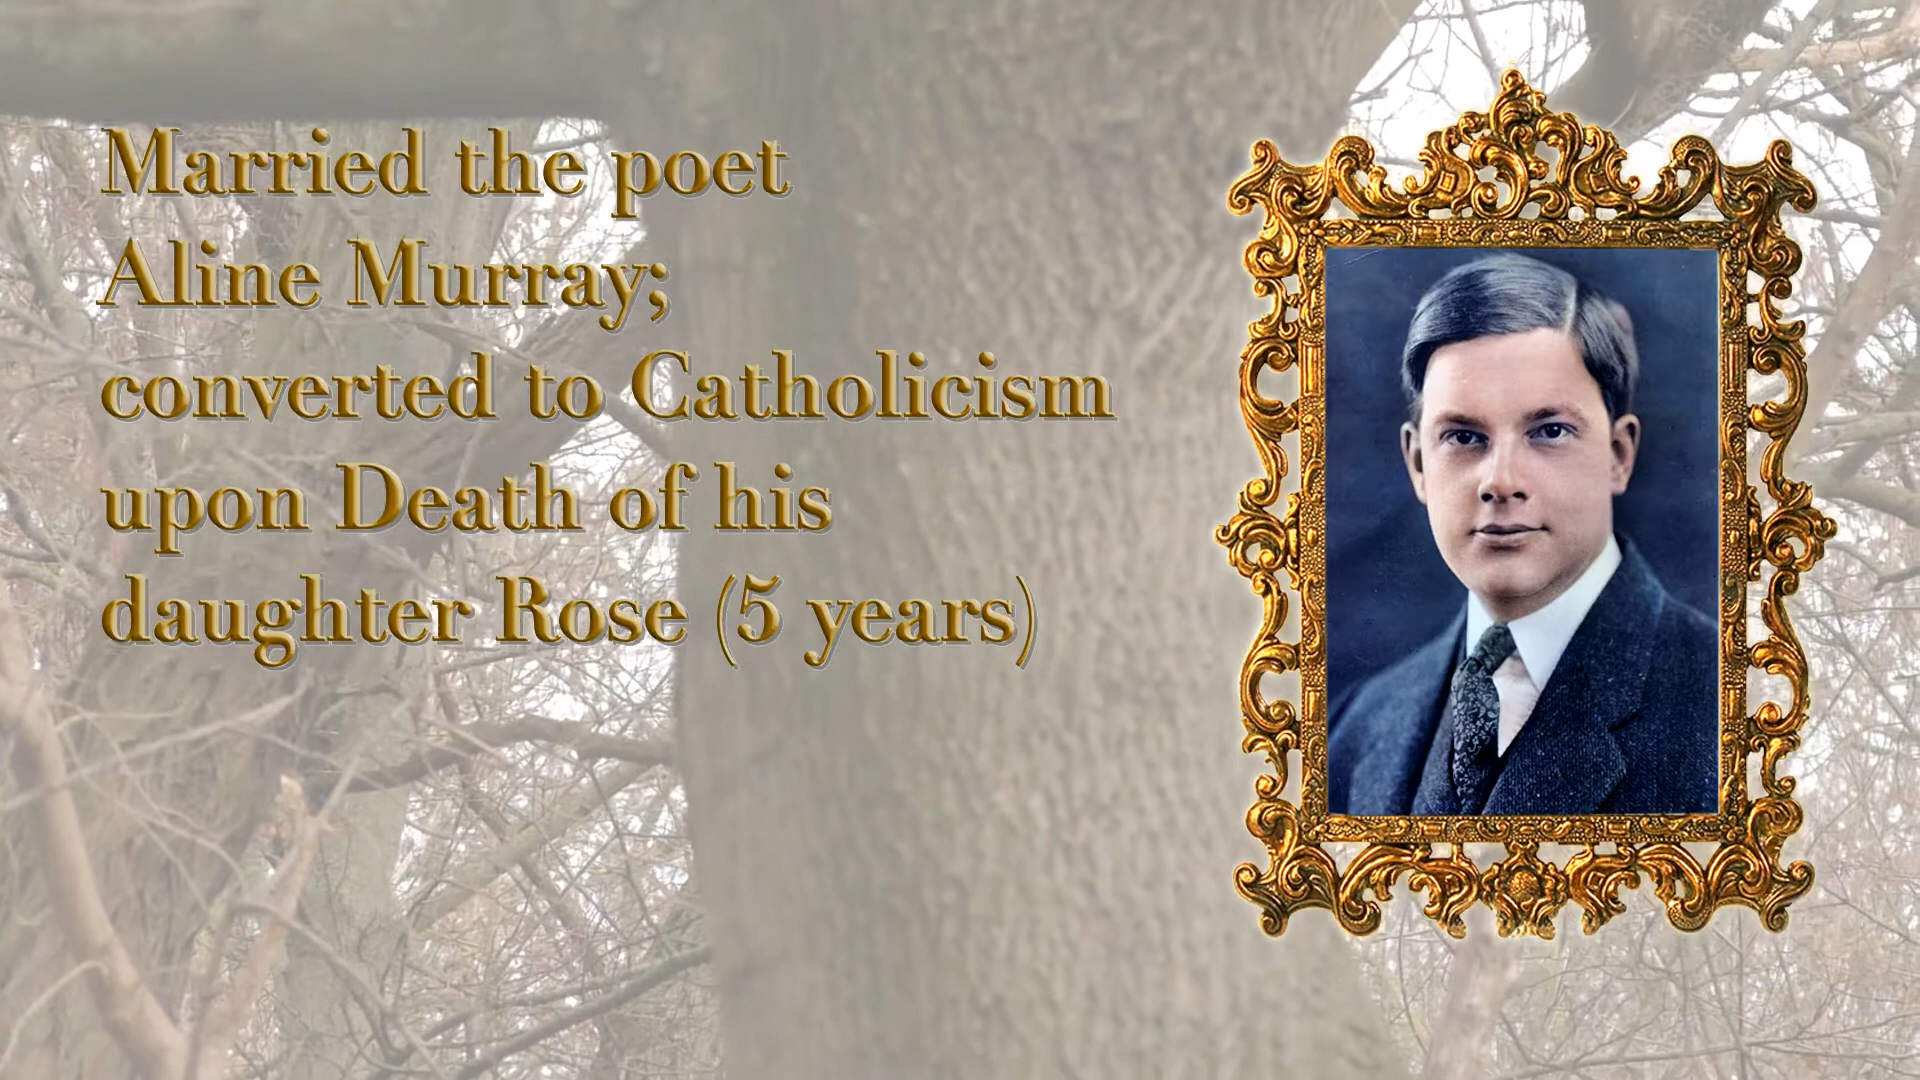 Married the poet
Aline Murray;
converted to Catholicism
upon Death of his
daughter Rose (5 years)